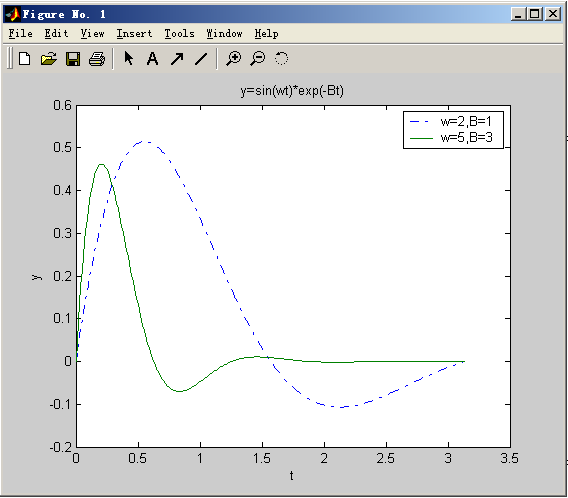 Figure No. 1
File Edit View Insert Tools Window Help
A
y=sin(wt)*exp(-Bt)
w=2,B=1
w=5,B=3
0.6
0.5
0.4
0.3
0.2
0.1
0
-0.1
-0.2
y
0 0.5 1 1.5 2 2.5 3 3.5
t